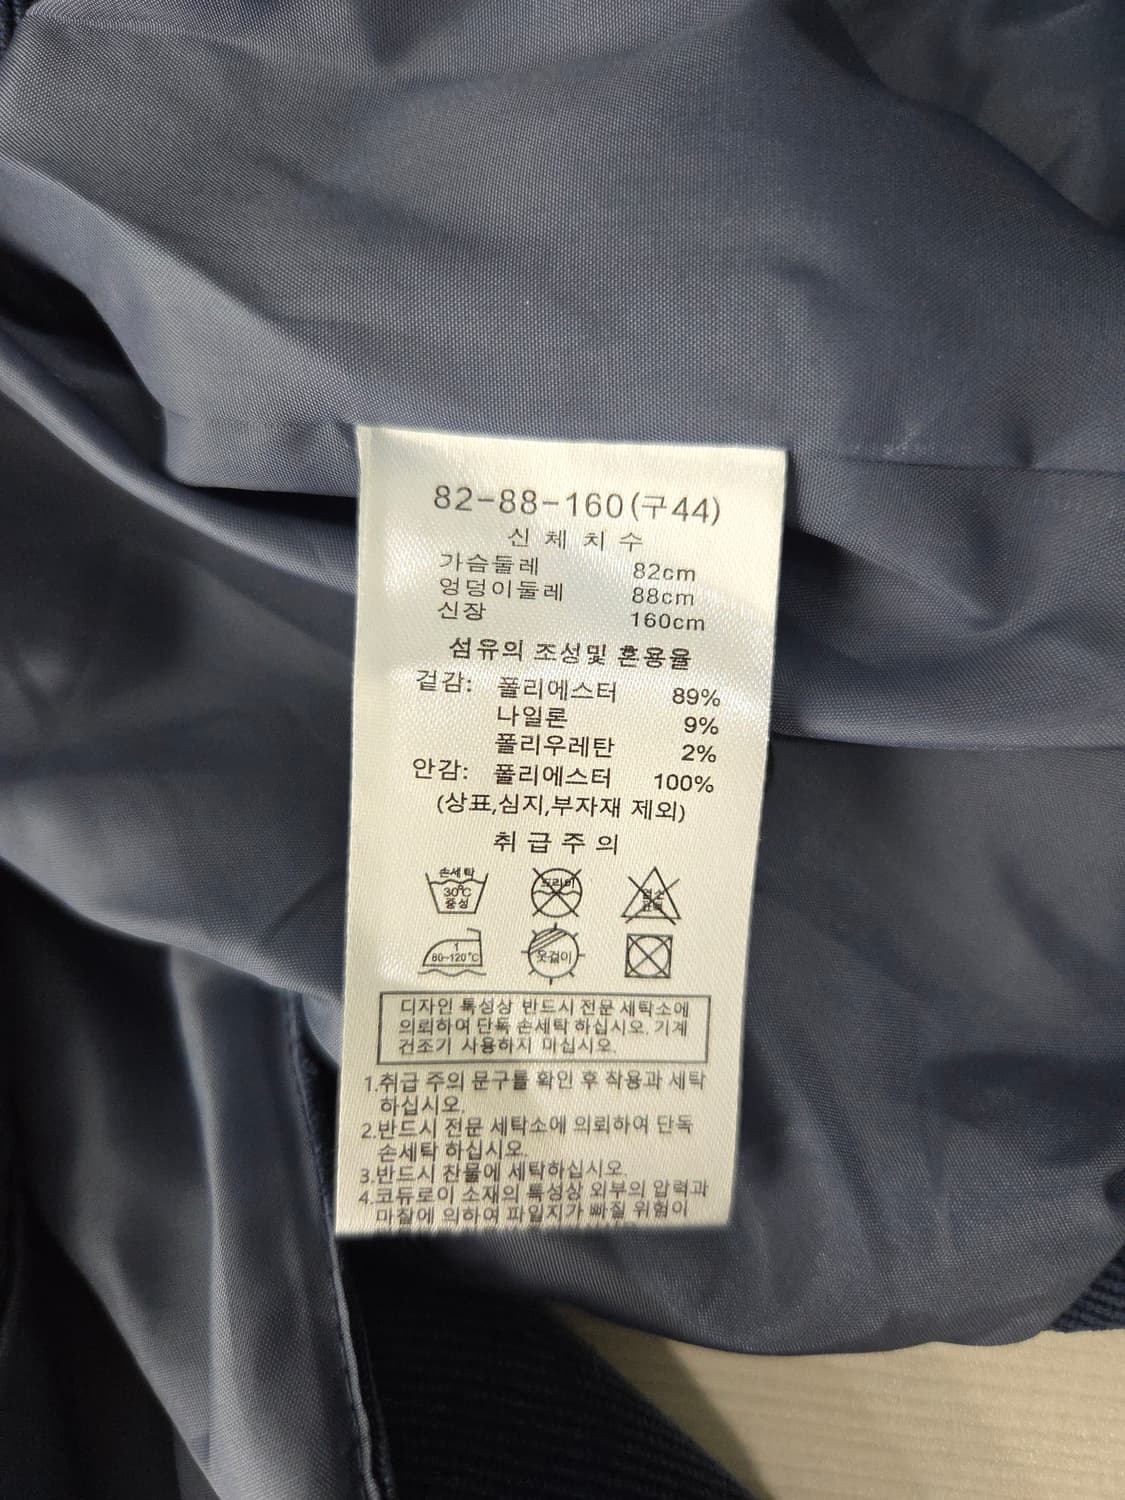 82-88-160(구44)
신 체 치 수
가슴둘레 82cm
엉덩이둘레 88cm
신장 160cm
섬유의 조성및 혼용율
겉감: 폴리에스터 89%
나일론 9%
폴리우레탄 2%
안감: 폴리에스터 100%
(상표,심지,부자재 제외)
취 급 주 의
손세탁
30℃
중성
드라이
염소
표백
1
80-120℃
옷걸이
디자인 특성상 반드시 전문 세탁소에
의뢰하여 단독 손세탁 하십시오. 기계
건조기 사용하지 마십시오.
1.취급 주의 문구를 확인 후 착용과 세탁
하십시오.
2.반드시 전문 세탁소에 의뢰하여 단독
손세탁 하십시오.
3.반드시 찬물에 세탁하십시오.
4.코듀로이 소재의 특성상 외부의 압력과
마찰에 의하여 파일지가 빠질 위험이